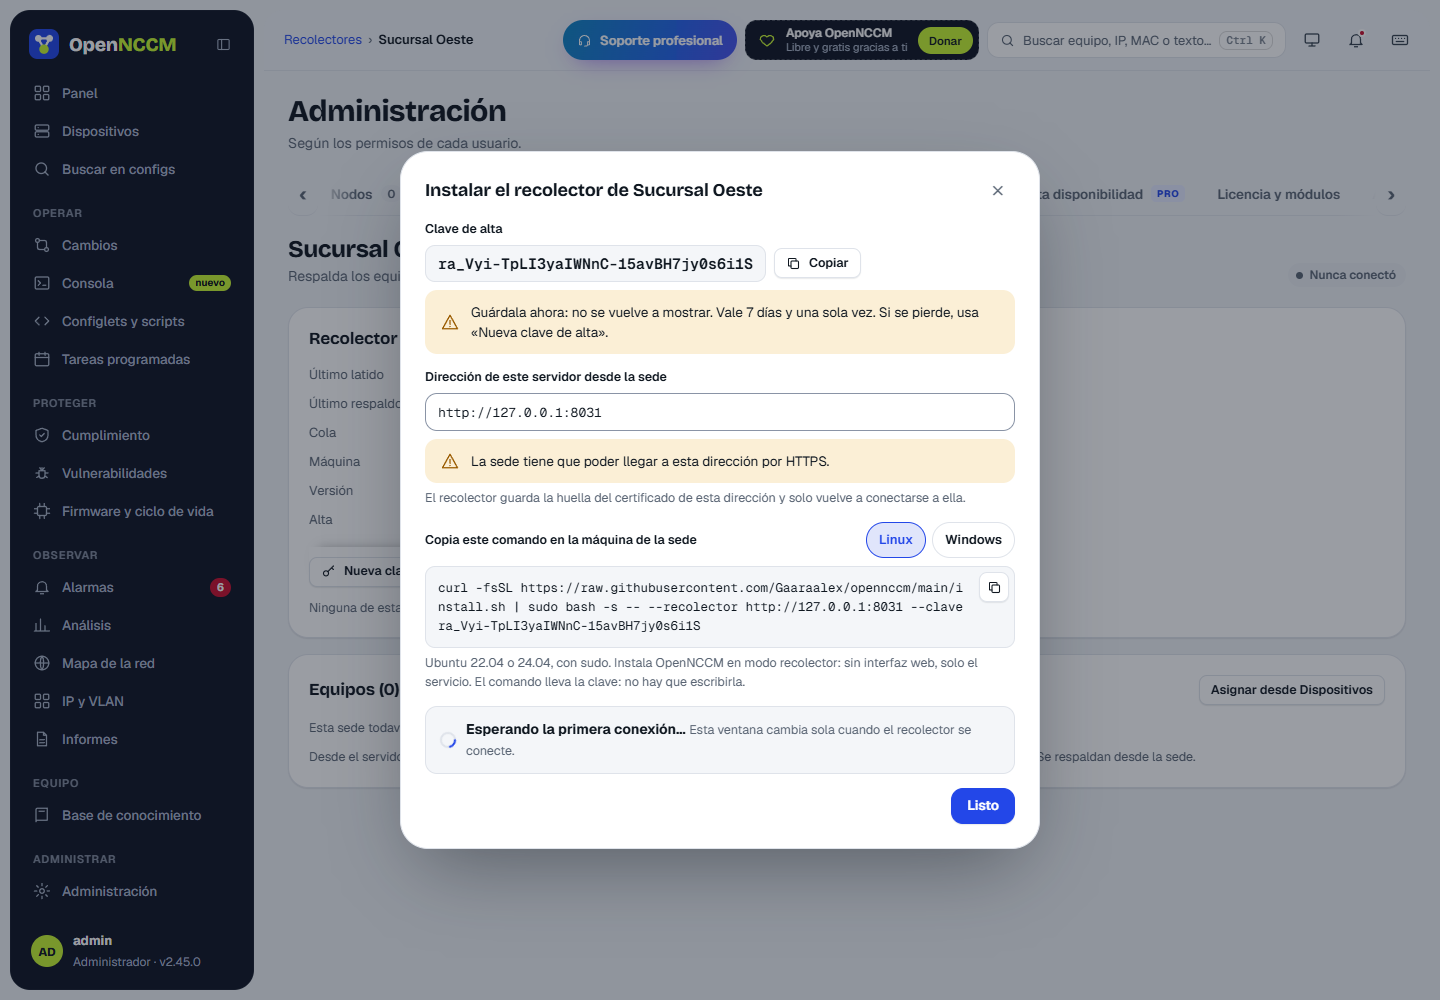 OpenNCCM
Panel
Dispositivos
Buscar en configs
OPERAR
Cambios
Consola
nuevo
Configlets y scripts
Tareas programadas
PROTEGER
Cumplimiento
Vulnerabilidades
Firmware y ciclo de vida
OBSERVAR
Alarmas
6
Análisis
Mapa de la red
IP y VLAN
Informes
EQUIPO
Base de conocimiento
ADMINISTRAR
Administración
AD
admin
Administrador · v2.45.0
Recolectores › Sucursal Oeste
Soporte profesional
Apoya OpenNCCM
Libre y gratis gracias a ti
Donar
Buscar equipo, IP, MAC o texto...
Ctrl K
Administración
Según los permisos de cada usuario.
‹
Nodos 0
disponibilidad PRO
Licencia y módulos
›
Sucursal
Respalda los
Nunca conectó
Recolector
Último latido
Último respaldo
Cola
Máquina
Versión
Alta
Nueva
Ninguna de
Equipos (0)
Asignar desde Dispositivos
Esta sede
Desde el
Se respaldan desde la sede.
Instalar el recolector de Sucursal Oeste
Clave de alta
ra_Vyi-TpLI3yaIWNnC-15avBH7jy0s6i1S
Copiar
Guárdala ahora: no se vuelve a mostrar. Vale 7 días y una sola vez. Si se pierde, usa
«Nueva clave de alta».
Dirección de este servidor desde la sede
http://127.0.0.1:8031
La sede tiene que poder llegar a esta dirección por HTTPS.
El recolector guarda la huella del certificado de esta dirección y solo vuelve a conectarse a ella.
Copia este comando en la máquina de la sede
Linux
Windows
curl -fsSL https://raw.githubusercontent.com/Gaaraalex/opennccm/main/i
nstall.sh | sudo bash -s -- --recolector http://127.0.0.1:8031 --clave
ra_Vyi-TpLI3yaIWNnC-15avBH7jy0s6i1S
Ubuntu 22.04 o 24.04, con sudo. Instala OpenNCCM en modo recolector: sin interfaz web, solo el
servicio. El comando lleva la clave: no hay que escribirla.
Esperando la primera conexión... Esta ventana cambia sola cuando el recolector se
conecte.
Listo